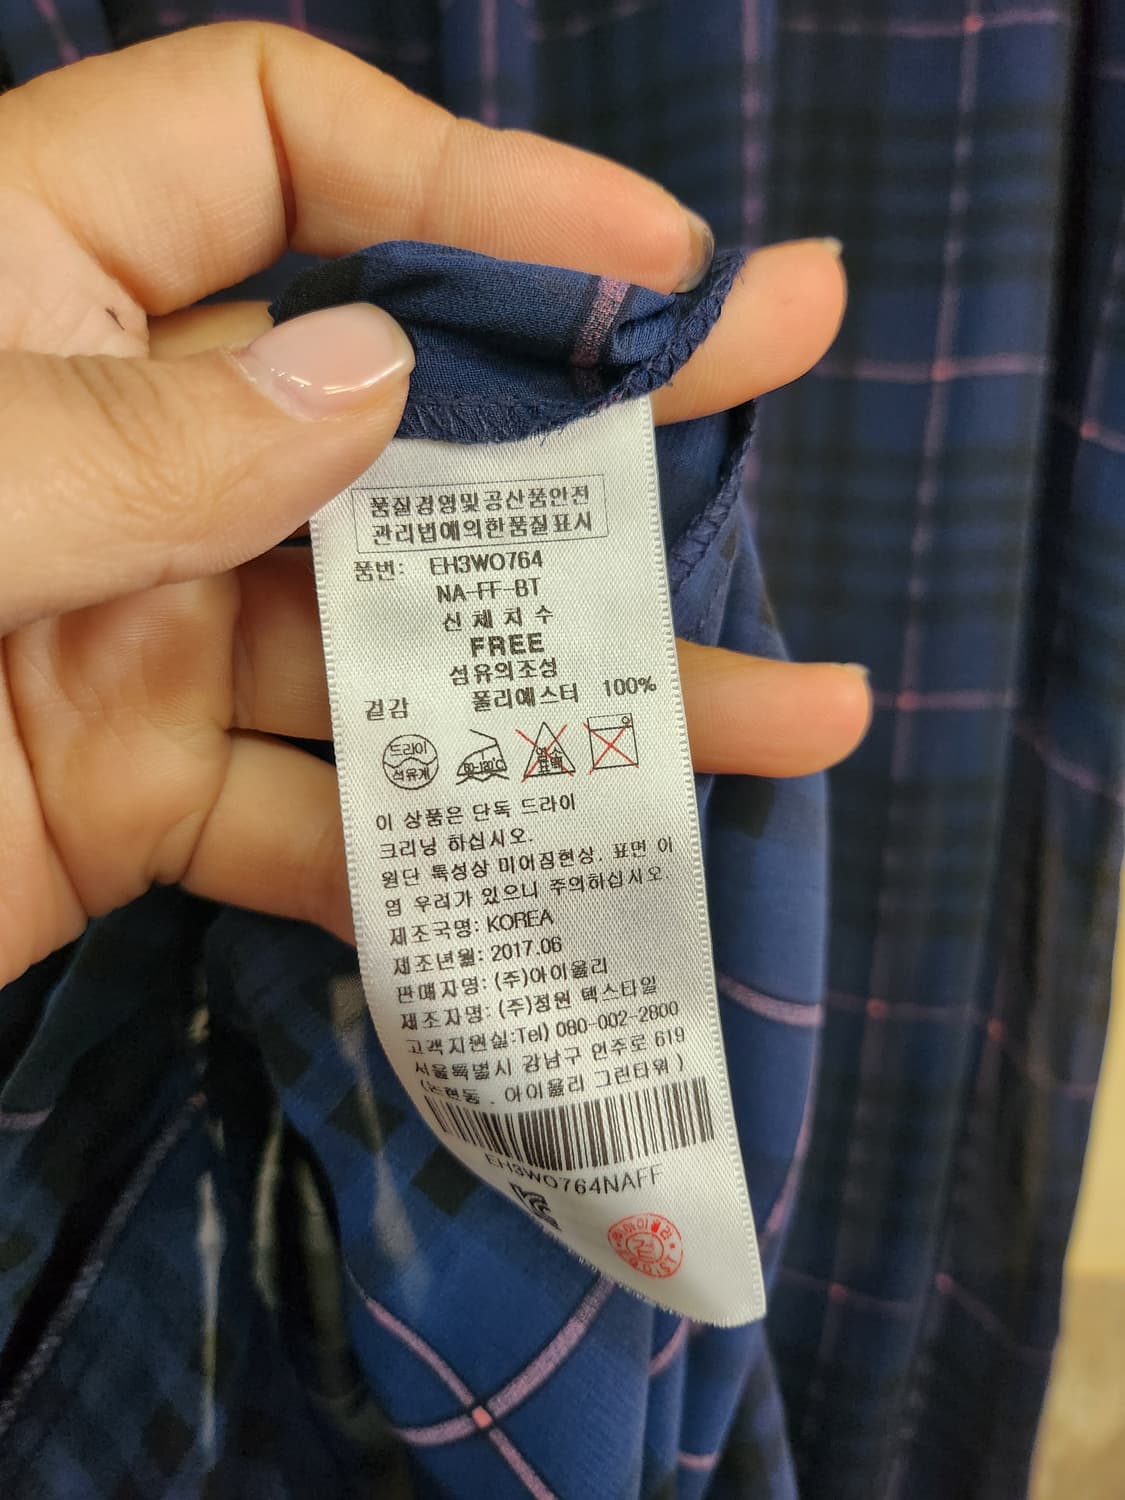 품질경영및공산품안전
관리법에의한품질표시
품번: EH3WO764
NA-FF-BT
신체치수
FREE
섬유의조성
겉감 폴리에스터 100%
드라이
석유계
80-130℃
염소
표백
이 상품은 단독 드라이
크리닝 하십시오.
원단 특성상 미어짐현상, 표면 이
염 우려가 있으니 주의하십시오
제조국명: KOREA
제조년월: 2017.06
판매자명: (주)아이올리
제조자명: (주)정원 텍스타일
고객지원실:Tel) 080-002-2800
서울특별시 강남구 언주로 619
(논현동 , 아이올리 그린타워 )
EH3WO764NAFF